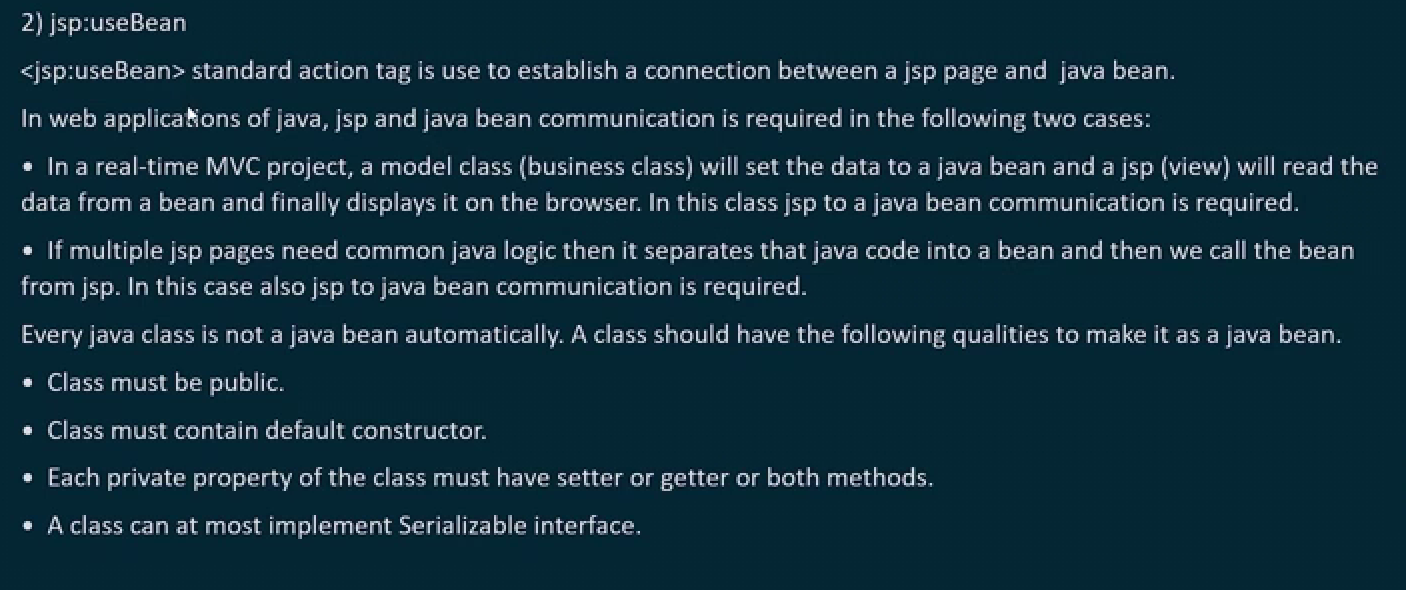 2) jsp:useBean
<jsp:useBean> standard action tag is use to establish a connection between a jsp page and  java bean.
In web applications of java, jsp and java bean communication is required in the following two cases:
• In a real-time MVC project, a model class (business class) will set the data to a java bean and a jsp (view) will read the
data from a bean and finally displays it on the browser. In this class jsp to a java bean communication is required.
• If multiple jsp pages need common java logic then it separates that java code into a bean and then we call the bean
from jsp. In this case also jsp to java bean communication is required.
Every java class is not a java bean automatically. A class should have the following qualities to make it as a java bean.
• Class must be public.
• Class must contain default constructor.
• Each private property of the class must have setter or getter or both methods.
• A class can at most implement Serializable interface.